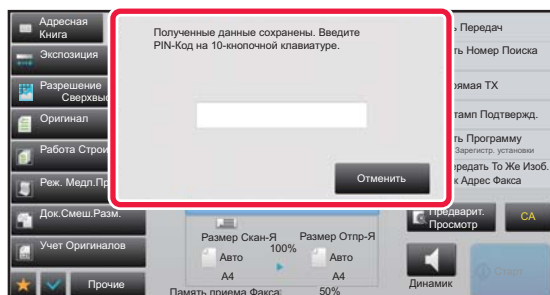 Адресная
Книга
Экспозиция
Разрешение
Сверхвыс
Оригинал
Работа Строи
Реж. Медл.Пр
Док.Смеш.Разм.
Учет Оригиналов
Прочие
Полученные данные сохранены. Введите
PIN-Код на 10-кнопочной клавиатуре.
Отменить
Размер Скан-Я
Размер Отпр-Я
100%
Авто
Авто
A4
A4
Память приема Факса:
50%
ь Передач
ть Номер Поиска
рямая TX
тамп Подтвержд.
ть Программу
Зарегистр. установки
ередать То Же Изоб.
к Адрес Факса
Предварит.
Просмотр
CA
Динамик
Старт